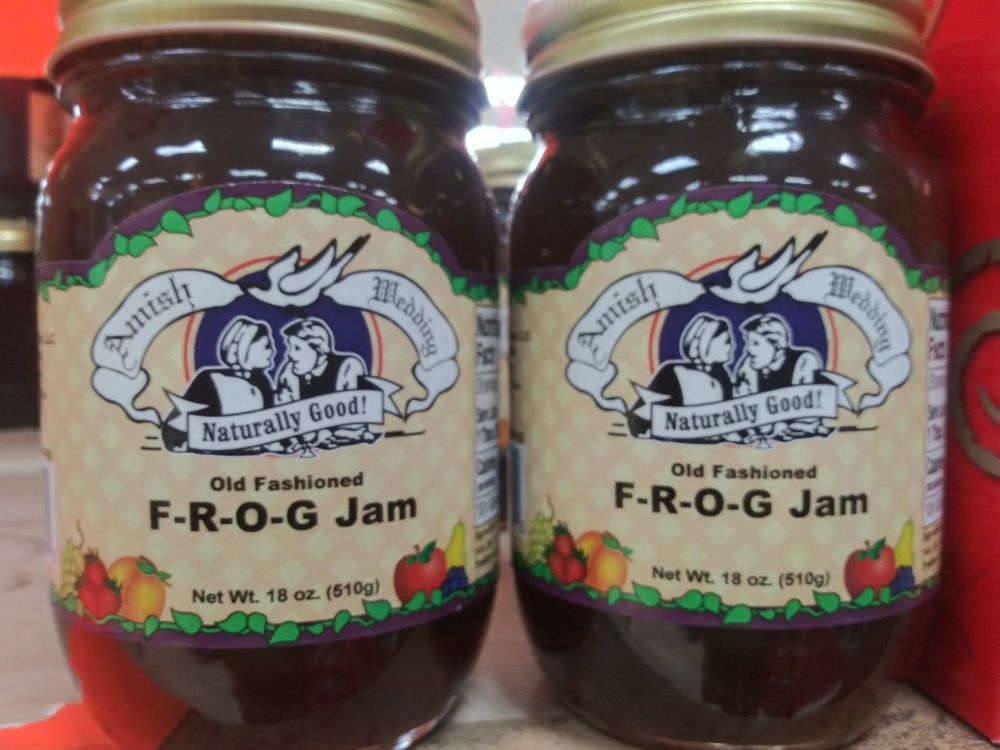 Amish Wedding
Naturally Good!
Old Fashioned
F-R-O-G Jam
Net Wt. 18 oz. (510g)
Amish Wedding
Naturally Good!
Old Fashioned
F-R-O-G Jam
Net Wt. 18 oz. (510g)